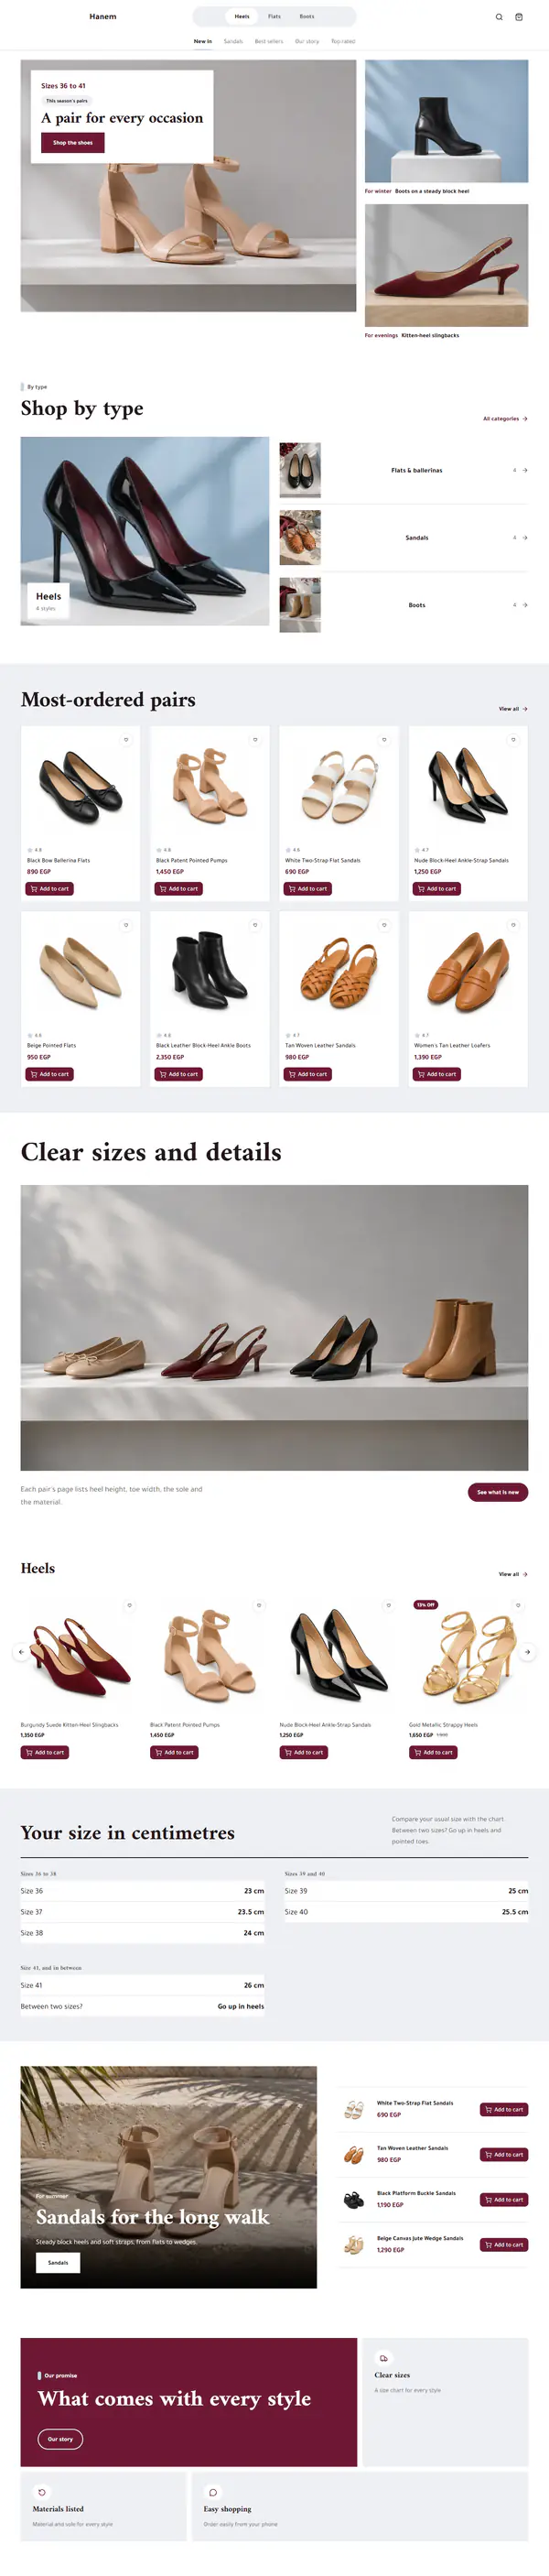 Hanem
Heels
Flats
Boots
New in
Sandals
Best sellers
Our story
Top rated
Sizes 36 to 41
This season's pairs
A pair for every occasion
Shop the shoes
For winter Boots on a steady block heel
For evenings Kitten-heel slingbacks
By type
Shop by type
All categories
Heels
4 styles
Flats & ballerinas
Sandals
Boots
4
Most-ordered pairs
View all
4.8
Black Bow Ballerina Flats
890 EGP
Add to cart
4.8
Black Patent Pointed Pumps
1,450 EGP
Add to cart
4.6
White Two-Strap Flat Sandals
690 EGP
Add to cart
4.7
Nude Block-Heel Ankle-Strap Sandals
1,250 EGP
Add to cart
4.6
Beige Pointed Flats
950 EGP
Add to cart
4.8
Black Leather Block-Heel Ankle Boots
2,350 EGP
Add to cart
4.7
Tan Woven Leather Sandals
980 EGP
Add to cart
4.7
Women's Tan Leather Loafers
1,390 EGP
Add to cart
Clear sizes and details
Each pair's page lists heel height, toe width, the sole and
the material.
See what is new
Heels
View all
Burgundy Suede Kitten-Heel Slingbacks
1,350 EGP
Add to cart
Black Patent Pointed Pumps
1,450 EGP
Add to cart
Nude Block-Heel Ankle-Strap Sandals
1,250 EGP
Add to cart
13% Off
Gold Metallic Strappy Heels
1,650 EGP
Add to cart
Your size in centimetres
Compare your usual size with the chart.
Between two sizes? Go up in heels and
pointed toes.
Sizes 36 to 38
Size 36 23 cm
Size 37 23.5 cm
Size 38 24 cm
Sizes 39 and 40
Size 39 25 cm
Size 40 25.5 cm
Size 41, and in between
Size 41 26 cm
Between two sizes? Go up in heels
For summer
Sandals for the long walk
Steady block heels and soft straps, from flats to wedges.
Sandals
White Two-Strap Flat Sandals
690 EGP
Add to cart
Tan Woven Leather Sandals
980 EGP
Add to cart
Black Platform Buckle Sandals
1,190 EGP
Add to cart
Beige Canvas Jute Wedge Sandals
1,290 EGP
Add to cart
Our promise
What comes with every style
Our story
Clear sizes
A size chart for every style
Materials listed
Material and sole for every style
Easy shopping
Order easily from your phone